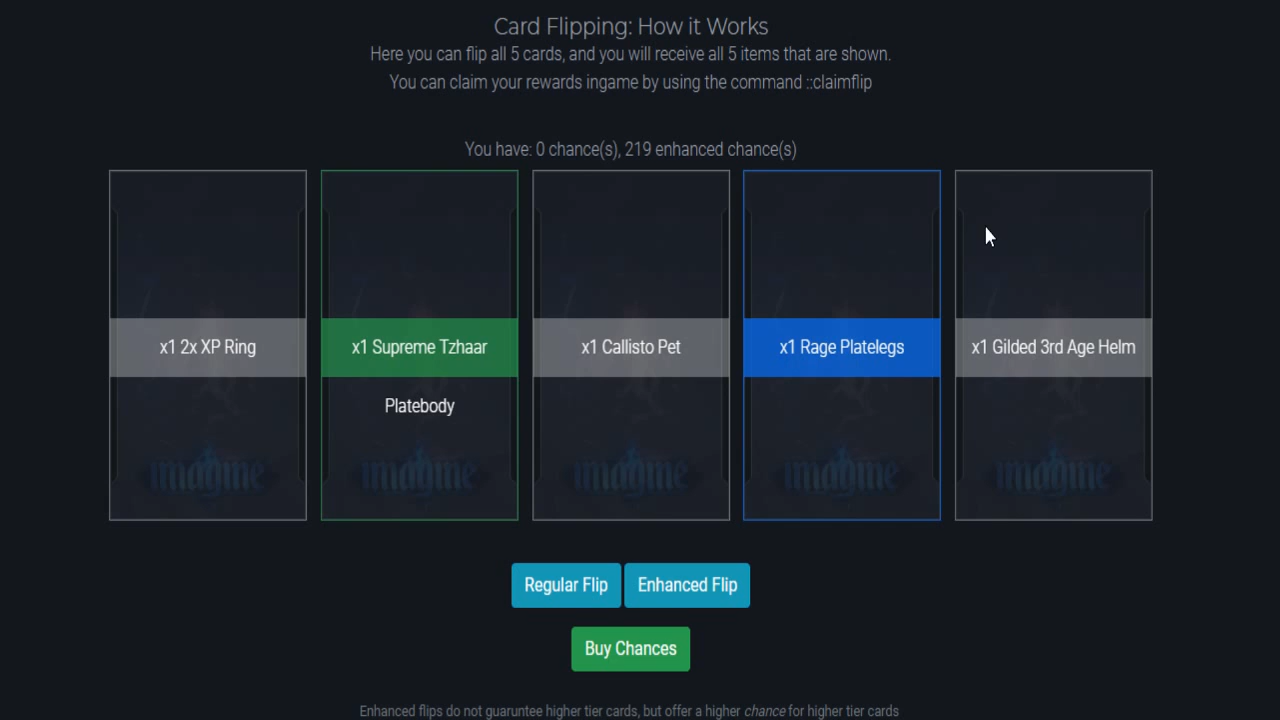 Card Flipping: How it Works
Here you can flip all 5 cards, and you will receive all 5 items that are shown.
You can claim your rewards ingame by using the command ::claimflip
You have: 0 chance(s), 219 enhanced chance(s)
x1 2x XP Ring
x1 Supreme Tzhaar
Platebody
x1 Callisto Pet
x1 Rage Platelegs
x1 Gilded 3rd Age Helm
Regular Flip
Enhanced Flip
Buy Chances
Enhanced flips do not guaruntee higher tier cards, but offer a higher chance for higher tier cards